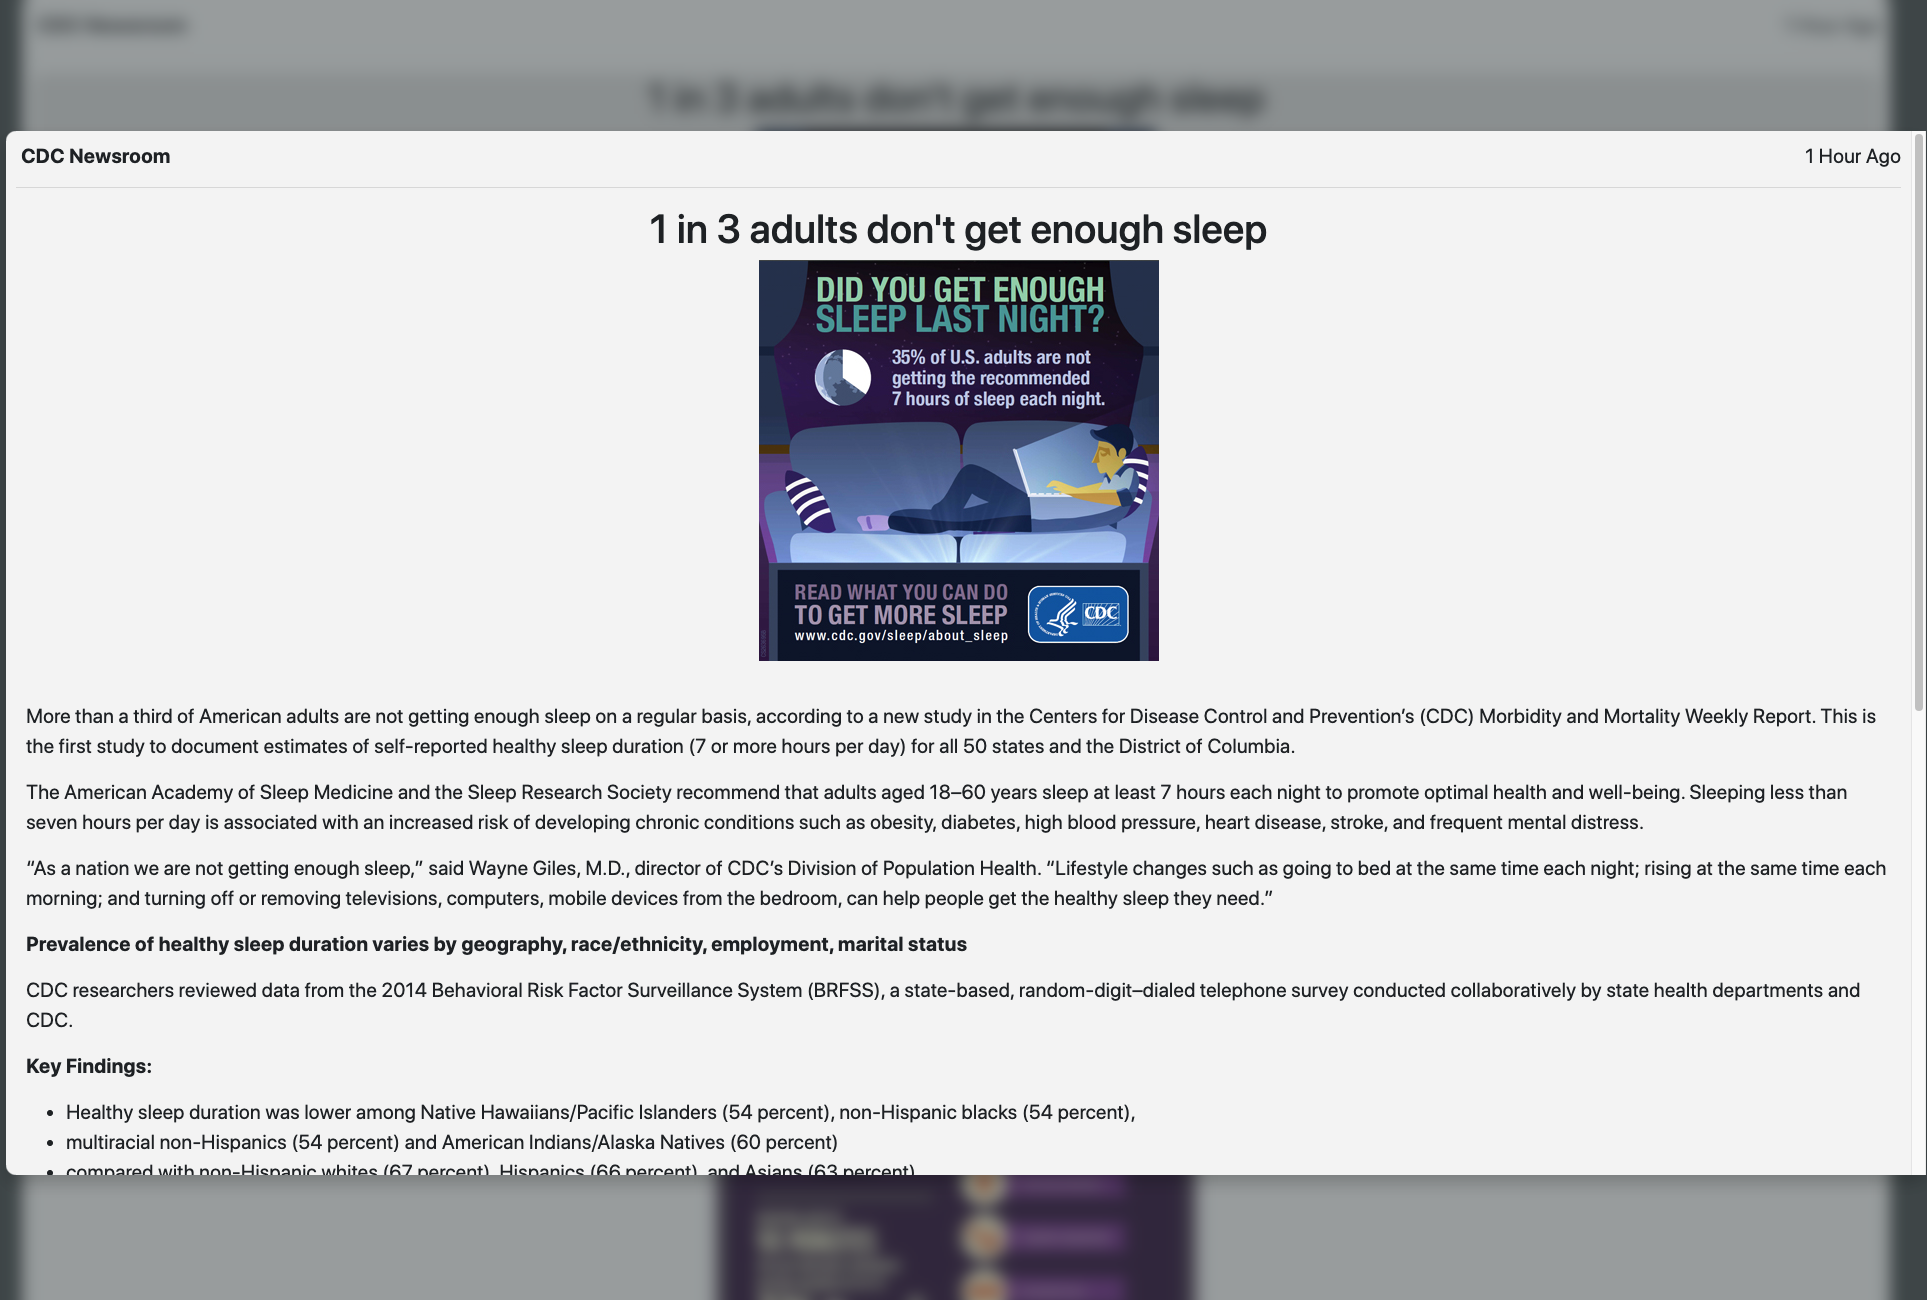 1 in 3 adults don't get enough sleep
CDC Newsroom
1 Hour Ago
1 in 3 adults don't get enough sleep
DID YOU GET ENOUGH
SLEEP LAST NIGHT?
35% of U.S. adults are not
getting the recommended
7 hours of sleep each night.
READ WHAT YOU CAN DO
TO GET MORE SLEEP
www.cdc.gov/sleep/about_sleep
CDC
More than a third of American adults are not getting enough sleep on a regular basis, according to a new study in the Centers for Disease Control and Prevention’s (CDC) Morbidity and Mortality Weekly Report. This is
the first study to document estimates of self-reported healthy sleep duration (7 or more hours per day) for all 50 states and the District of Columbia.
The American Academy of Sleep Medicine and the Sleep Research Society recommend that adults aged 18–60 years sleep at least 7 hours each night to promote optimal health and well-being. Sleeping less than
seven hours per day is associated with an increased risk of developing chronic conditions such as obesity, diabetes, high blood pressure, heart disease, stroke, and frequent mental distress.
“As a nation we are not getting enough sleep,” said Wayne Giles, M.D., director of CDC’s Division of Population Health. “Lifestyle changes such as going to bed at the same time each night; rising at the same time each
morning; and turning off or removing televisions, computers, mobile devices from the bedroom, can help people get the healthy sleep they need.”
Prevalence of healthy sleep duration varies by geography, race/ethnicity, employment, marital status
CDC researchers reviewed data from the 2014 Behavioral Risk Factor Surveillance System (BRFSS), a state-based, random-digit–dialed telephone survey conducted collaboratively by state health departments and
CDC.
Key Findings:
• Healthy sleep duration was lower among Native Hawaiians/Pacific Islanders (54 percent), non-Hispanic blacks (54 percent),
• multiracial non-Hispanics (54 percent) and American Indians/Alaska Natives (60 percent)
• compared with non-Hispanic whites (67 percent), Hispanics (66 percent), and Asians (63 percent)